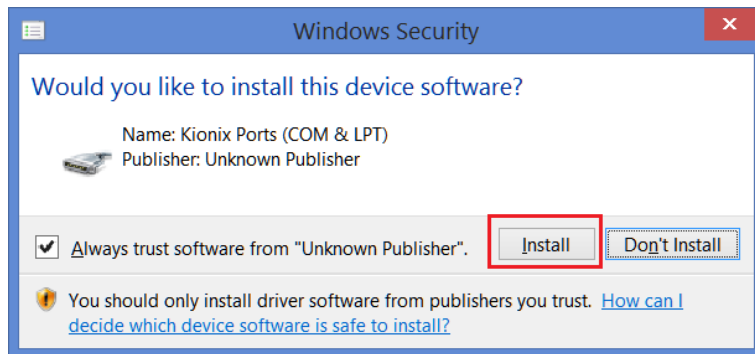 Windows Security
Would you like to install this device software?
Name: Kionix Ports (COM & LPT)
Publisher: Unknown Publisher
Always trust software from "Unknown Publisher".
Install
Don't Install
You should only install driver software from publishers you trust. How can I
decide which device software is safe to install?